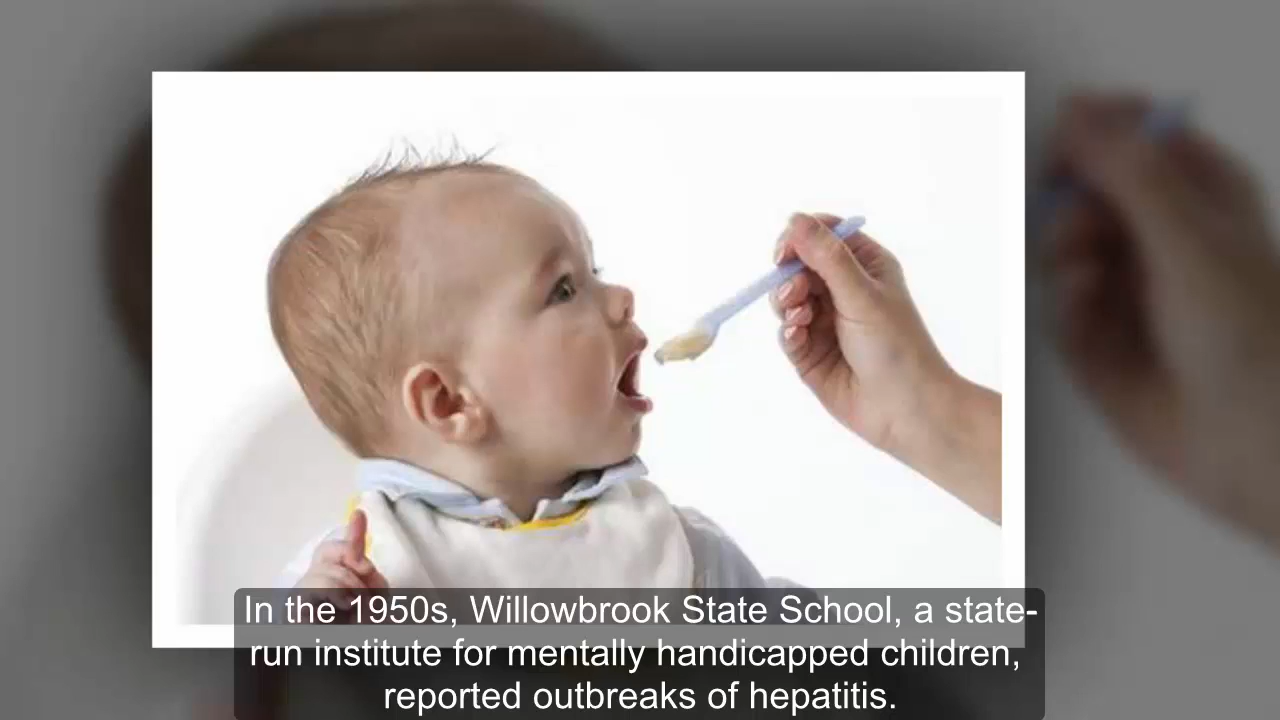 In the 1950s, Willowbrook State School, a state-
run institute for mentally handicapped children,
reported outbreaks of hepatitis.